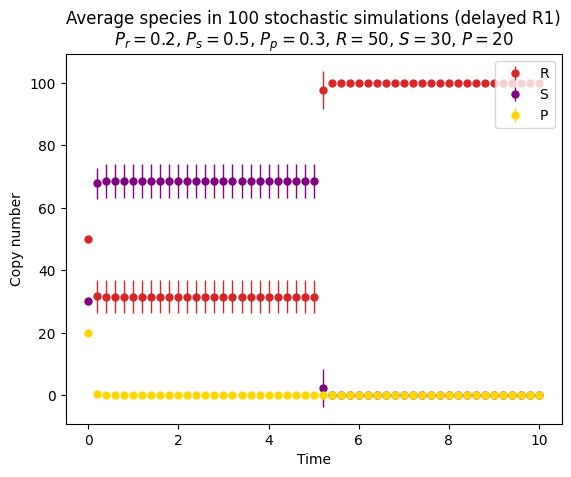 Average species in 100 stochastic simulations (delayed R1)
P_r = 0.2, P_s = 0.5, P_p = 0.3, R = 50, S = 30, P = 20
R
S
P
100
80
60
40
20
0
Copy number
0 2 4 6 8 10
Time